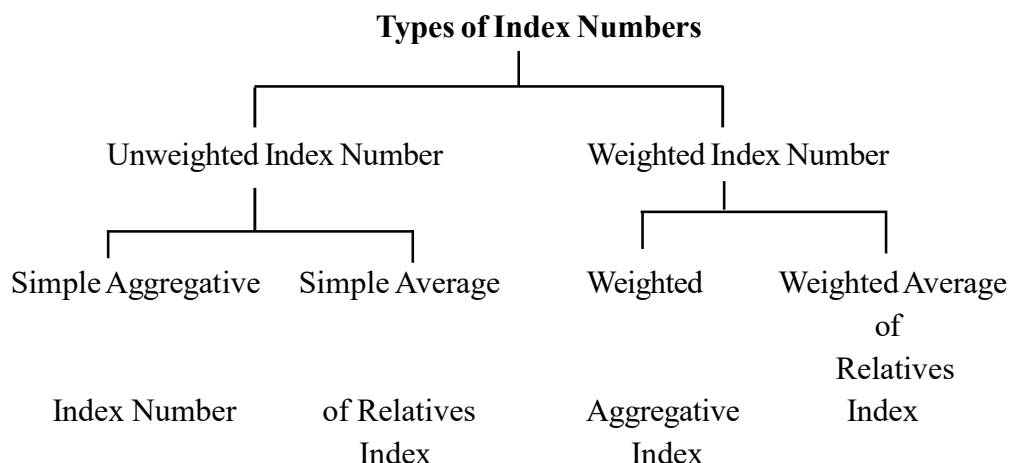 Types of Index Numbers
Unweighted Index Number
Weighted Index Number
Simple Aggregative
Index Number
Simple Average
of Relatives
Index
Weighted
Aggregative
Index
Weighted Average
of
Relatives
Index